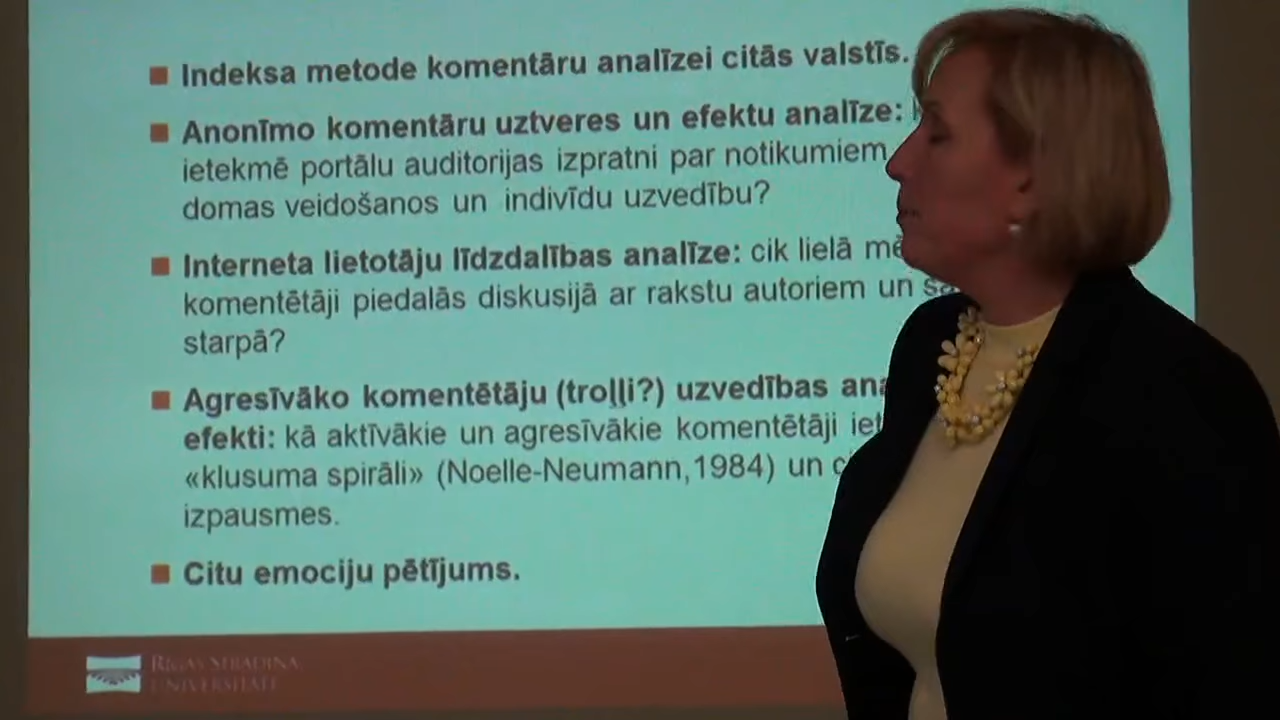 Indeksa metode komentāru analīzei citās valstīs.
Anonīmo komentāru uztveres un efektu analīze:
ietekmē portālu auditorijas izpratni par notikumiem
domas veidošanos un indivīdu uzvedību?
Interneta lietotāju līdzdalības analīze: cik lielā
komentētāji piedalās diskusijā ar rakstu autoriem un
starpā?
Agresīvāko komentētāju (troļļi?) uzvedības
efekti: kā aktīvākie un agresīvākie komentētāji
«klusuma spirāli» (Noelle-Neumann,1984) un
izpausmes.
Citu emociju pētījums.
RĪGAS STRADIŅA
UNIVERSITĀTE